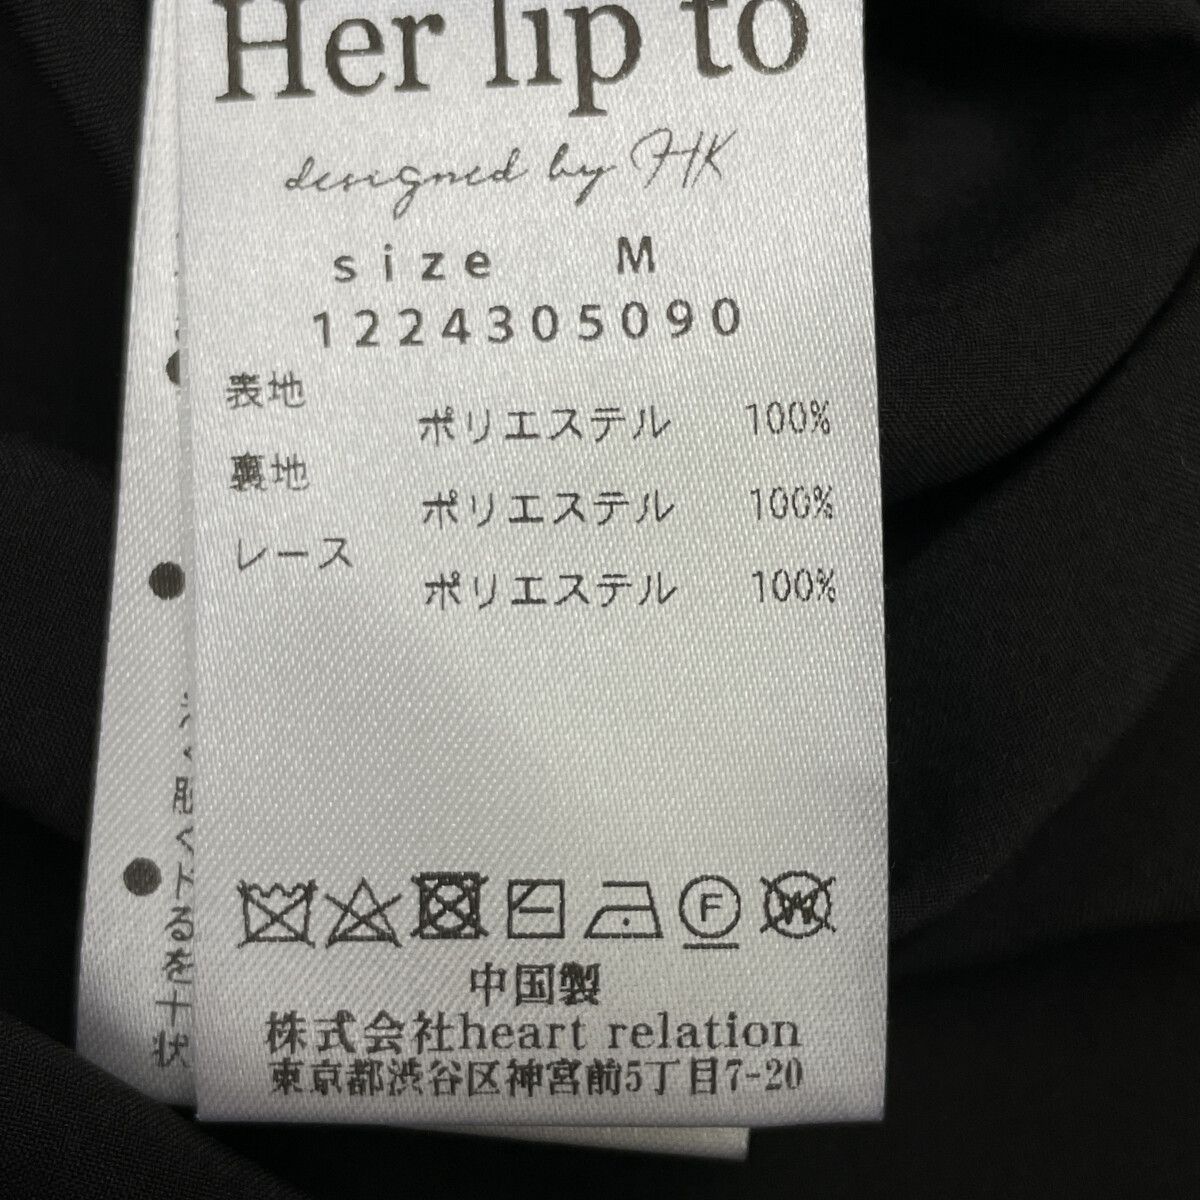 Her lip to
designed by HK
size M
1224305090
表地
ポリエステル 100%
裏地
ポリエステル 100%
レース
ポリエステル 100%
F
W
中国製
株式会社heart relation
東京都渋谷区神宮前5丁目7-20